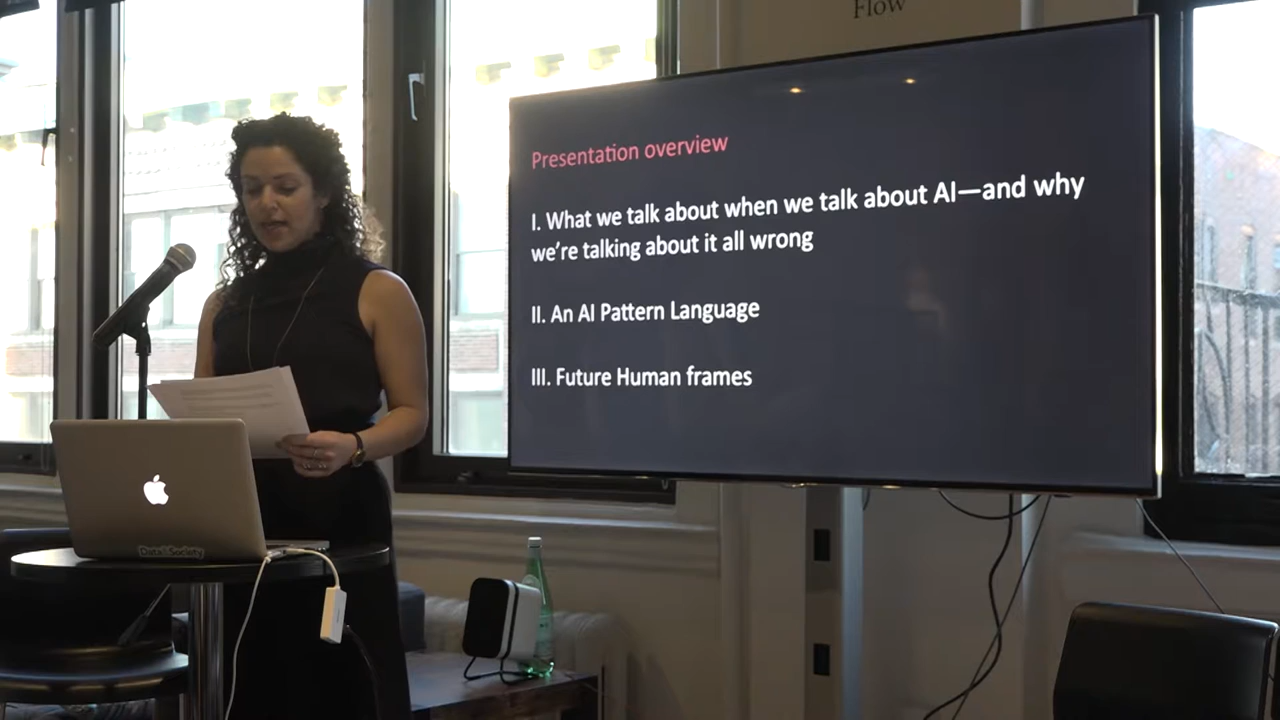 Flow
Presentation overview
I. What we talk about when we talk about AI—and why
we're talking about it all wrong
II. An AI Pattern Language
III. Future Human frames
Data&Society